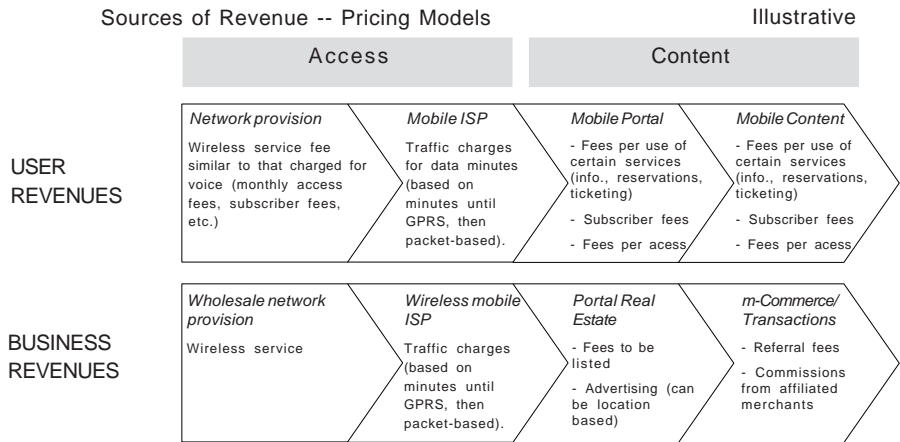 Sources of Revenue -- Pricing Models
Illustrative
Access
Content
USER
REVENUES
Network provision
Wireless service fee
similar to that charged for
voice (monthly access
fees, subscriber fees,
etc.)
Mobile ISP
Traffic charges
for data minutes
(based on
minutes until
GPRS, then
packet-based).
Mobile Portal
- Fees per use of
certain services
(info., reservations,
ticketing)
- Subscriber fees
- Fees per acess
Mobile Content
- Fees per use of
certain services
(info., reservations,
ticketing)
- Subscriber fees
- Fees per acess
BUSINESS
REVENUES
Wholesale network
provision
Wireless service
Wireless mobile
ISP
Traffic charges
(based on
minutes until
GPRS, then
packet-based).
Portal Real
Estate
- Fees to be
listed
- Advertising (can
be location
based)
m-Commerce/
Transactions
- Referral fees
- Commissions
from affiliated
merchants